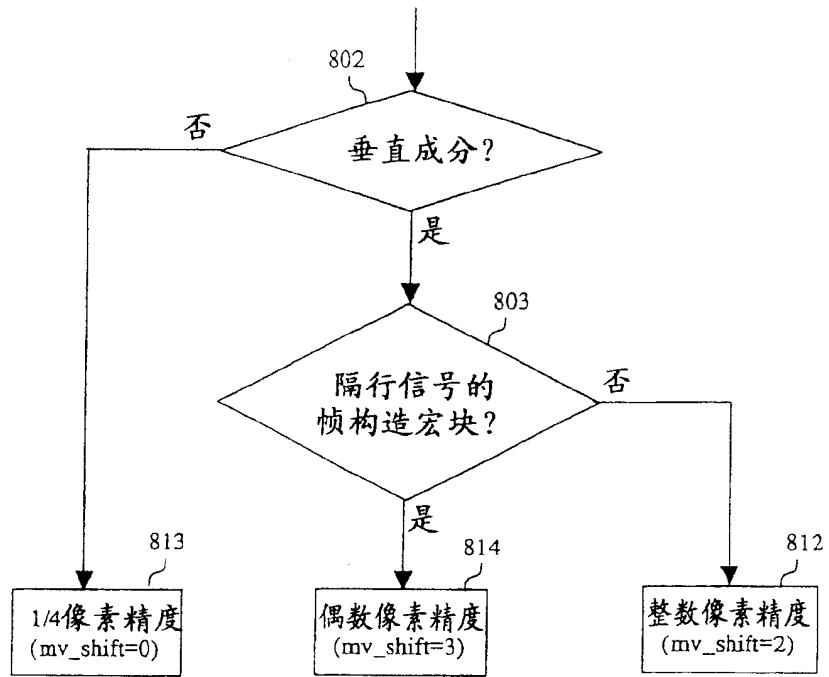 802
否
垂直成分?
是
803
隔行信号的
帧构造宏块?
否
是
813
814
812
1/4像素精度
(mv_shift=0)
偶数像素精度
(mv_shift=3)
整数像素精度
(mv_shift=2)